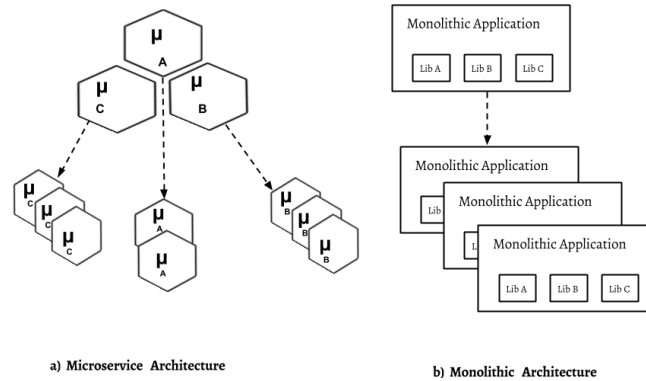 μ
A
μ
C
μ
B
μ
C
μ
C
μ
C
μ
A
μ
A
μ
B
μ
B
μ
B
a) Microservice Architecture
Monolithic Application
Lib A Lib B Lib C
Monolithic Application
Lib
Monolithic Application
L
Monolithic Application
Lib A Lib B Lib C
b) Monolithic Architecture